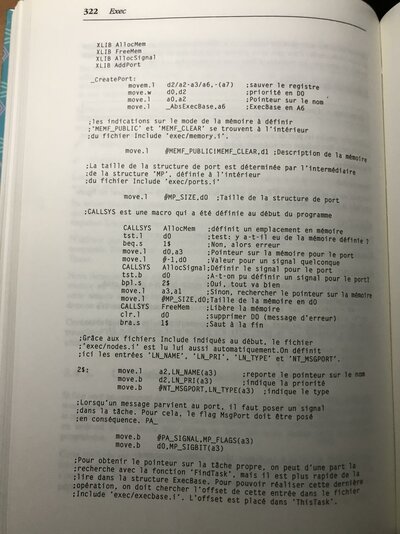 322 Exec
XLIB AllocMem
XLIB FreeMem
XLIB AllocSignal
XLIB AddPort
_CreatePort:
movem.l d2/a2-a3/a6,-(a7) ;sauver le registre
move.w d0,d2 ;priorité en D0
move.l a0,a2 ;Pointeur sur le nom
move.l _AbsExecBase,a6 ;ExecBase en A6
;les indications sur le mode de la mémoire à définir
;'MEMF_PUBLIC' et 'MEMF_CLEAR' se trouvent à l'intérieur
;du fichier Include 'exec/memory.i'.
move.l #MEMF_PUBLIC!MEMF_CLEAR,d1 ;Description de la mémoire
;La taille de la structure de port est déterminée par l'intermédiaire
;de la structure 'MP', définie à l'intérieur
;du fichier Include 'exec/ports.i'
move.l #MP_SIZE,d0 ;Taille de la structure de port
;CALLSYS est une macro qui a été définie au début du programme
CALLSYS AllocMem ;définit un emplacement en mémoire
tst.l d0 ;test: y a-t-il eu de la mémoire définie ?
beq.s 1$ ;Non, alors erreur
move.l d0,a3 ;Pointeur sur la mémoire pour le port
move.l #-1,d0 ;Valeur pour un signal quelconque
CALLSYS AllocSignal;Définir le signal pour le port
tst.b d0 ;A-t-on pu définir un signal pour le port?
bpl.s 2$ ;Oui, tout va bien
move.l a3,a1 ;Sinon, rechercher le pointeur sur la mémoire
move.l #MP_SIZE,d0;Taille de la mémoire en d0
CALLSYS FreeMem ;Libère la mémoire
clr.l d0 ;supprimer D0 (message d'erreur)
bra.s 1$ ;Saut à la fin
;Grâce aux fichiers Include indiqués au début, le fichier
;'exec/nodes.i' est lu lui aussi automatiquement.On définit
;ici les entrées 'LN_NAME', 'LN_PRI', 'LN_TYPE' et 'NT_MSGPORT'.
2$: move.l a2,LN_NAME(a3) ;reporte le pointeur sur le nom
move.b d2,LN_PRI(a3) ;indique la priorité
move.b #NT_MSGPORT,LN_TYPE(a3) ;indique le type
;Lorsqu'un message parvient au port, il faut poser un signal
;dans la tâche. Pour cela, le flag MsgPort doit être posé
;en conséquence. PA_
move.b #PA_SIGNAL,MP_FLAGS(a3)
move.b d0,MP_SIGBIT(a3)
;Pour obtenir le pointeur sur la tâche propre, on peut d'une part la
;recherche avec la fonction 'FindTask', mais il est plus rapide de la
;lire dans la structure ExecBase. Pour pouvoir réaliser cette dernière
;opération, on doit chercher l'offset de cette entrée dans le fichier
;Include 'exec/execbase.i'. L'offset est placé dans 'ThisTask'.